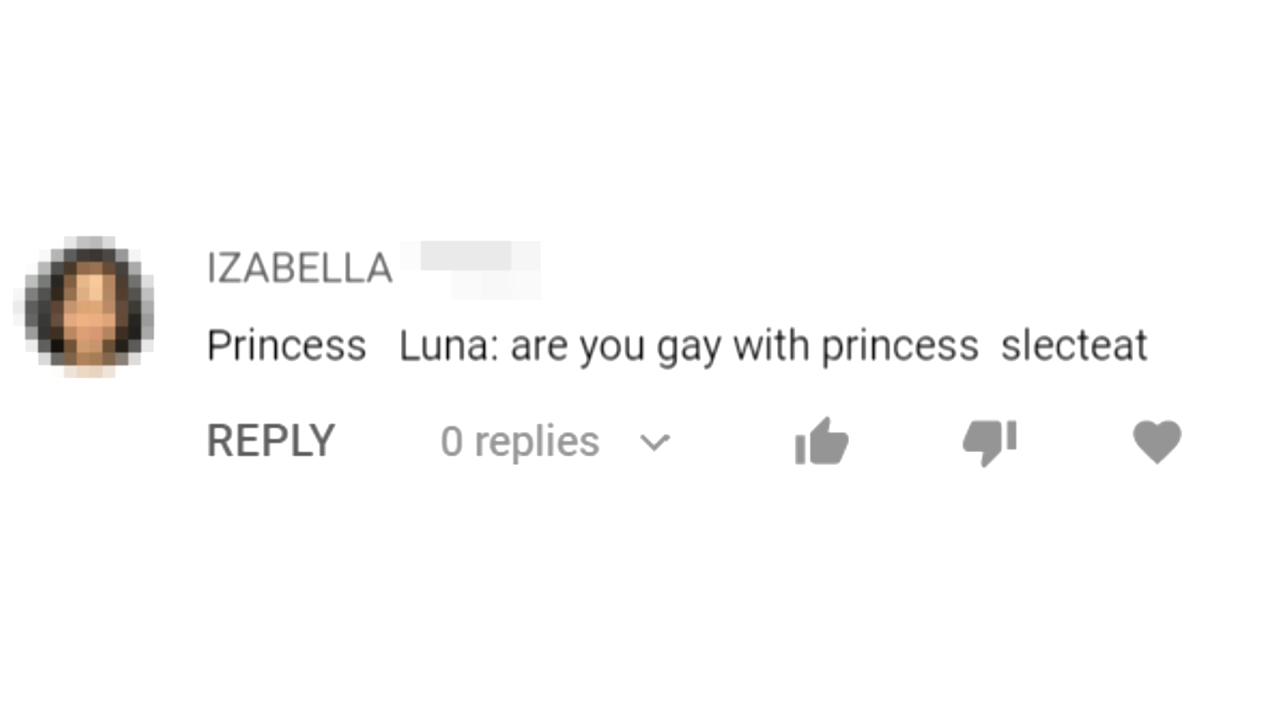 IZABELLA
Princess Luna: are you gay with princess slecteat
REPLY 0 replies